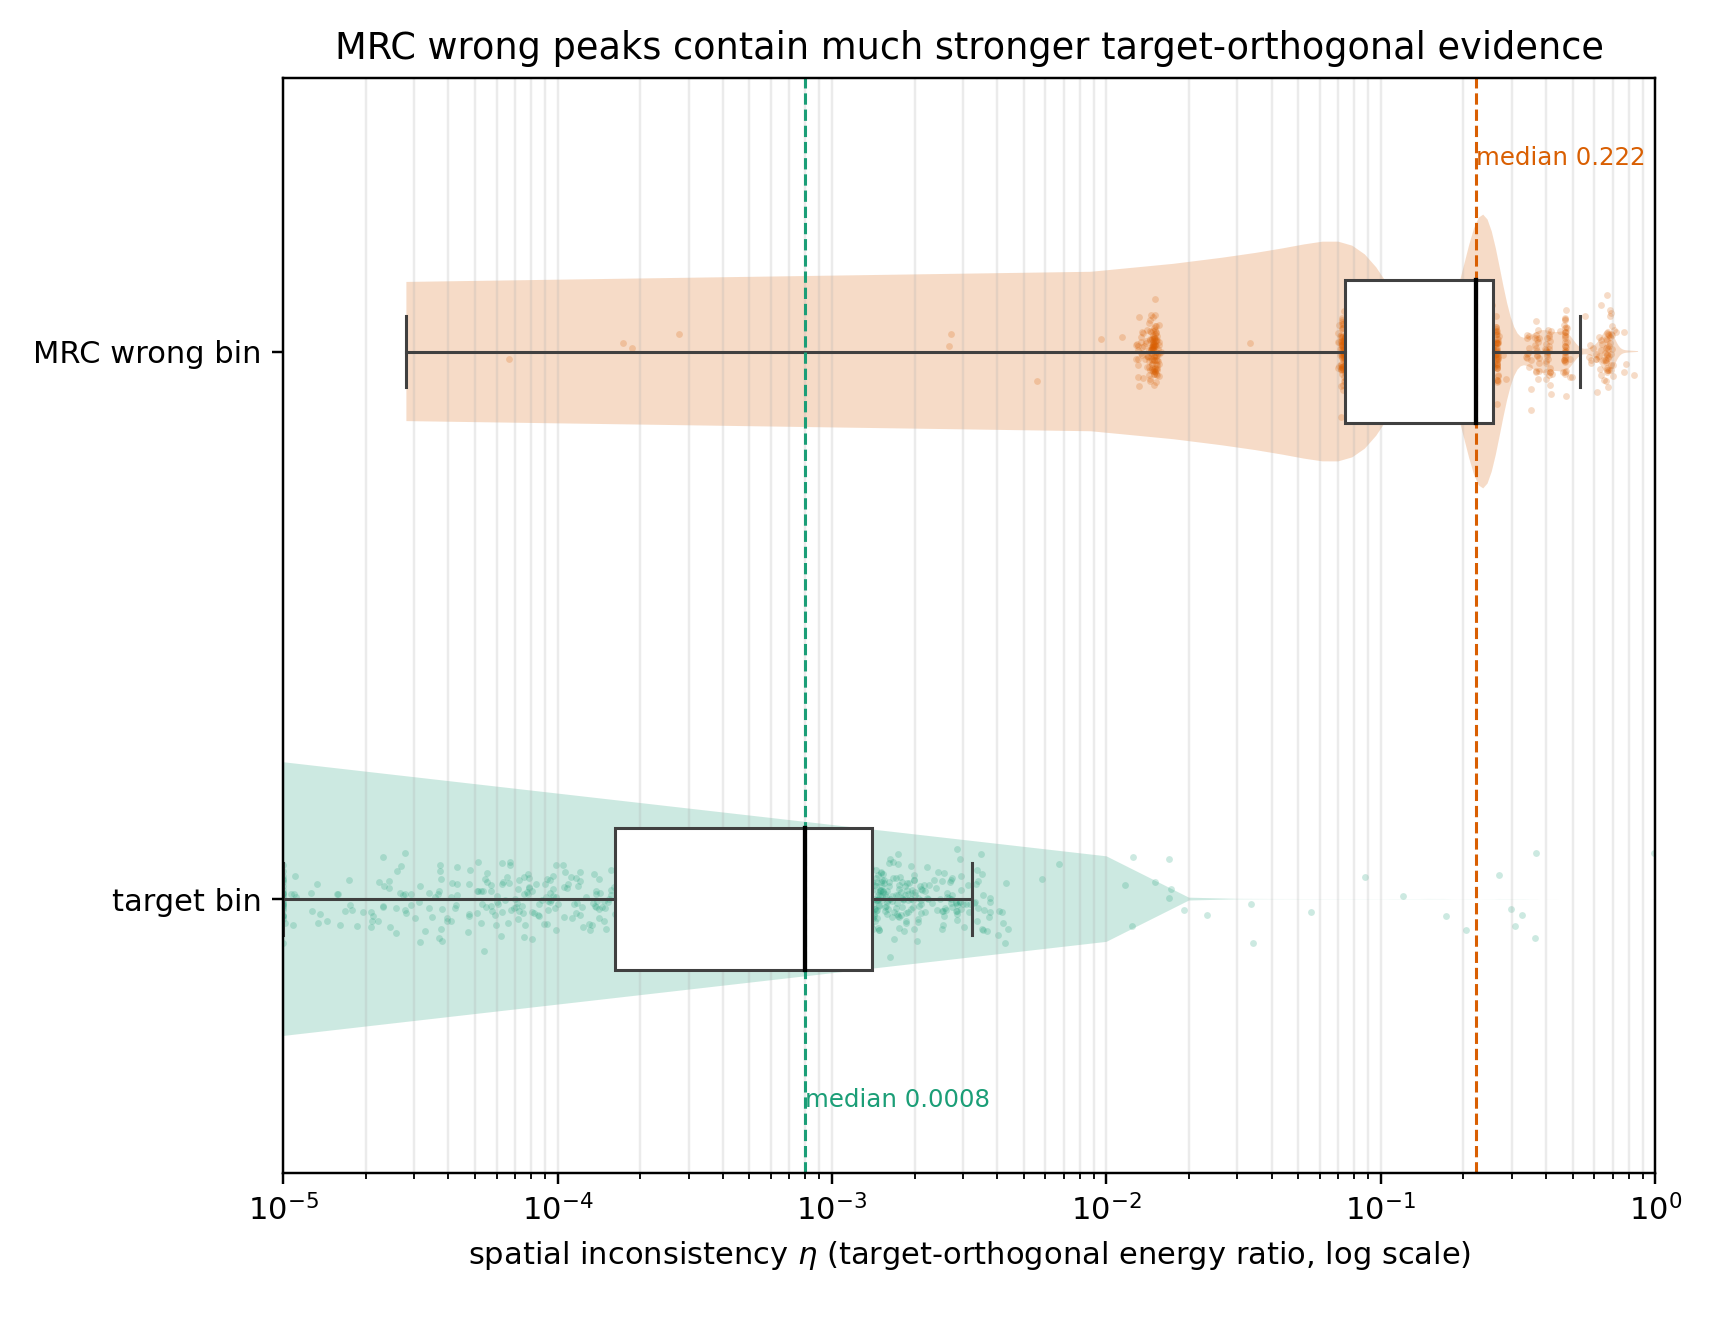 MRC wrong peaks contain much stronger target-orthogonal evidence
median 0.222
MRC wrong bin
target bin
median 0.0008
10⁻⁵ 10⁻⁴ 10⁻³ 10⁻² 10⁻¹ 10⁰
spatial inconsistency η (target-orthogonal energy ratio, log scale)